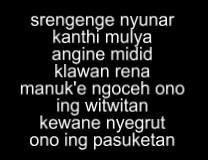 srengenge nyunar
kanthi mulya
angine midid
klawan rena
manuk'e ngoceh ono
ing witwitan
kewane nyegrut
ono ing pasuketan